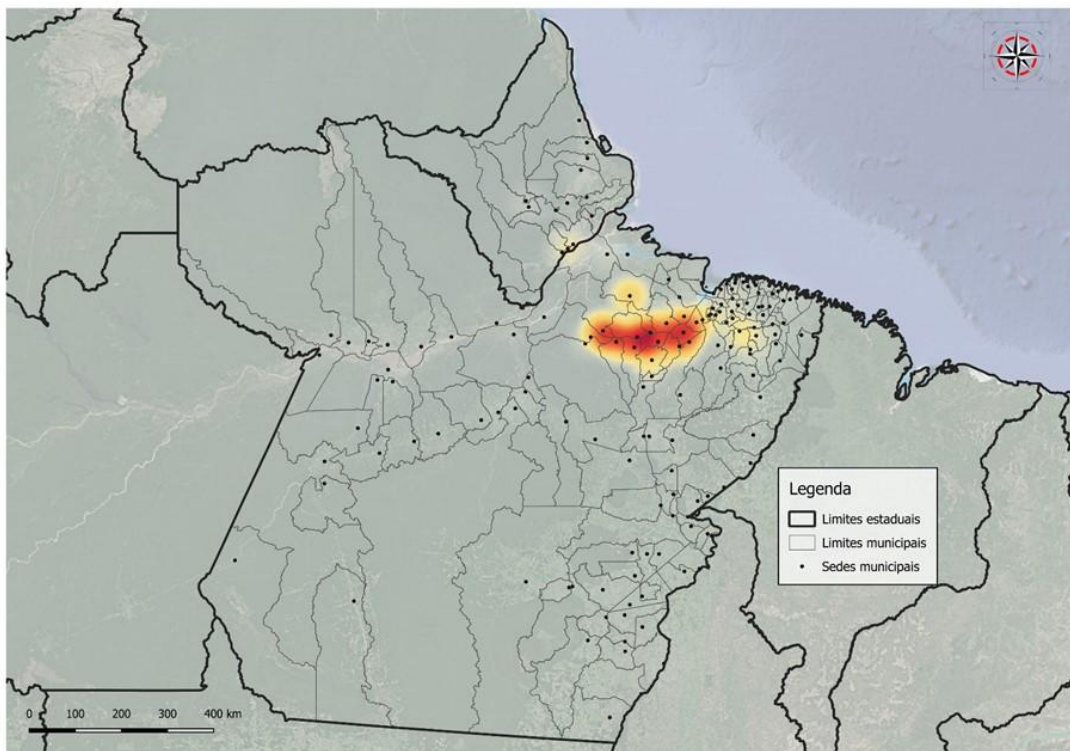 Legenda
Limites estaduais
Limites municipais
Sedes municipais
0 100 200 300 400 km